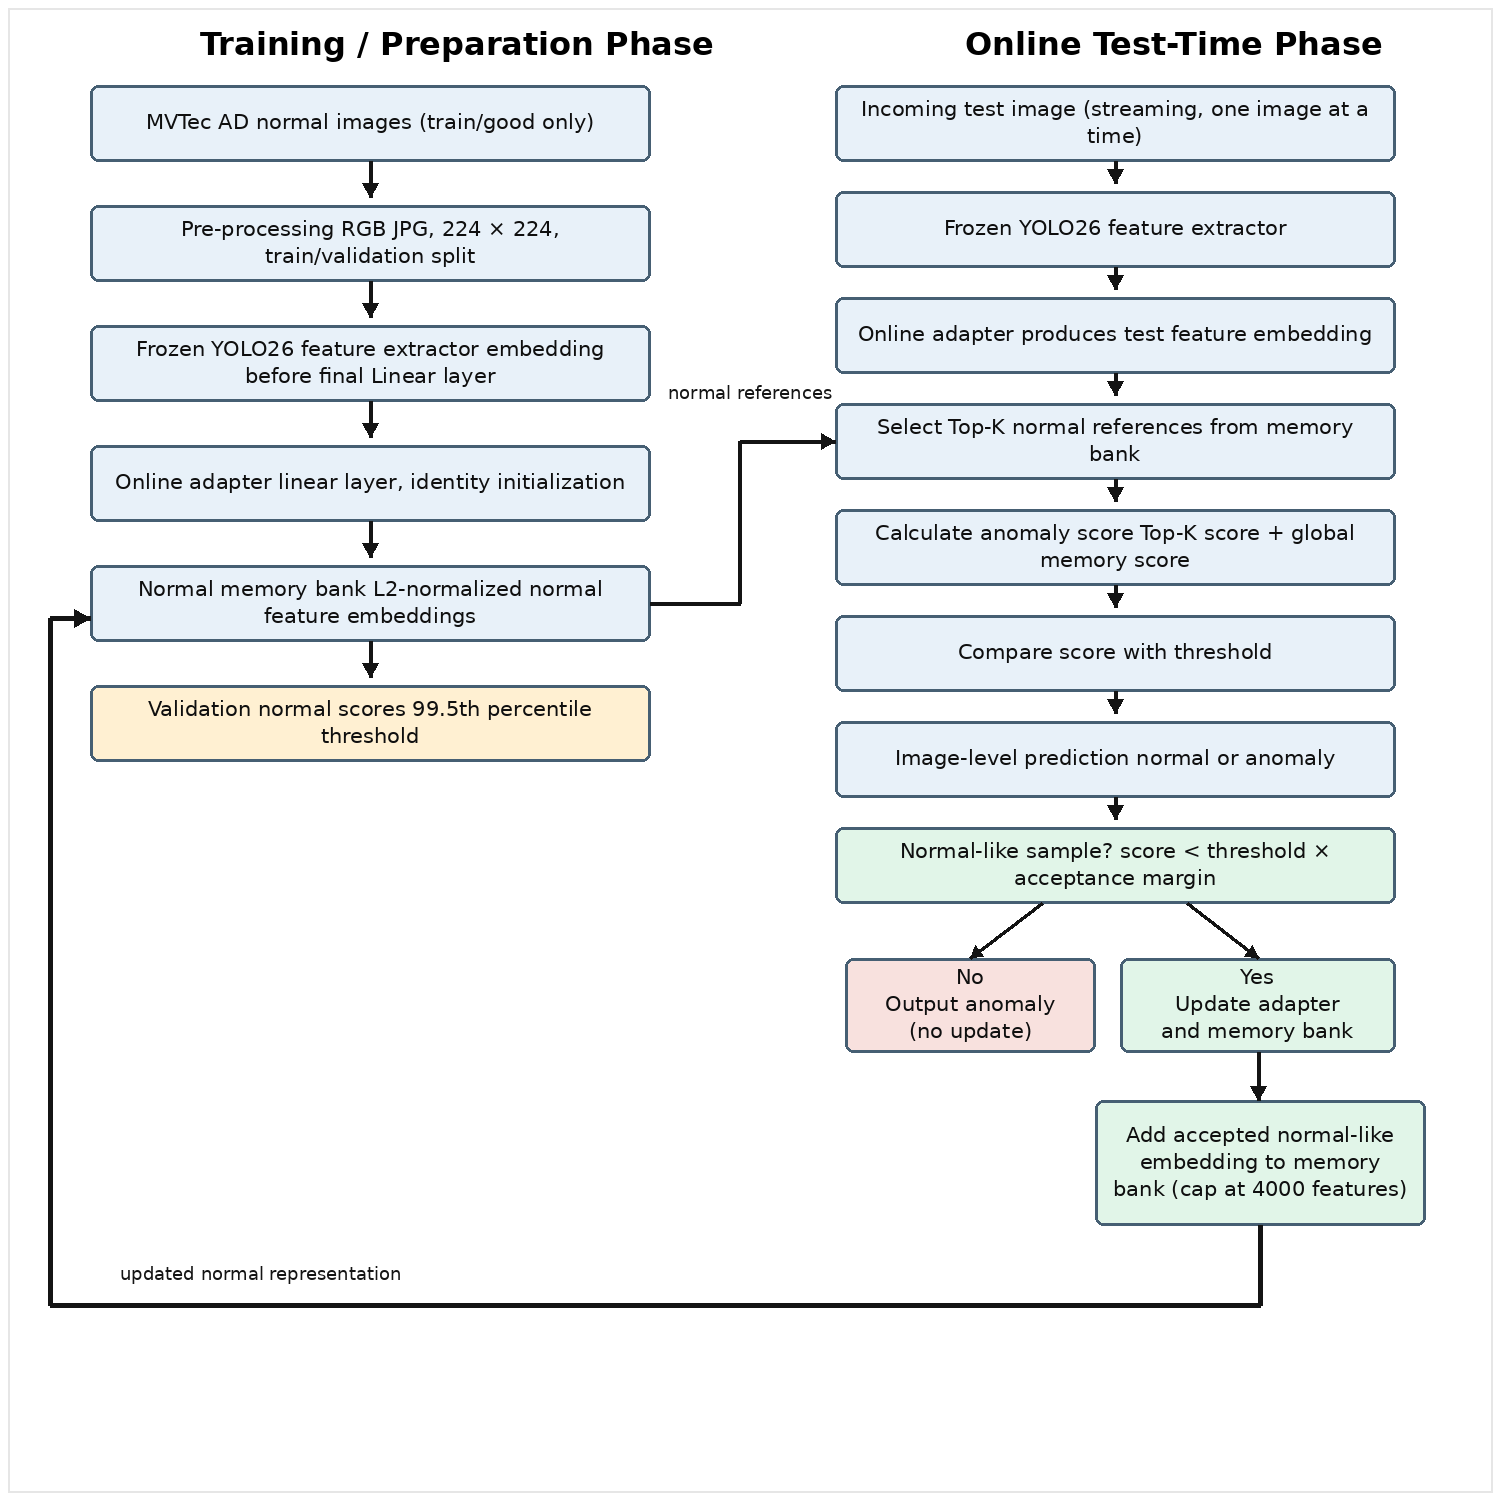 Training / Preparation Phase
MVTec AD normal images (train/good only)
Pre-processing RGB JPG, 224 × 224,
train/validation split
Frozen YOLO26 feature extractor embedding
before final Linear layer
Online adapter linear layer, identity initialization
Normal memory bank L2-normalized normal
feature embeddings
Validation normal scores 99.5th percentile
threshold
normal references
Online Test-Time Phase
Incoming test image (streaming, one image at a
time)
Frozen YOLO26 feature extractor
Online adapter produces test feature embedding
Select Top-K normal references from memory
bank
Calculate anomaly score Top-K score + global
memory score
Compare score with threshold
Image-level prediction normal or anomaly
Normal-like sample? score < threshold ×
acceptance margin
No
Output anomaly
(no update)
Yes
Update adapter
and memory bank
Add accepted normal-like
embedding to memory
bank (cap at 4000 features)
updated normal representation